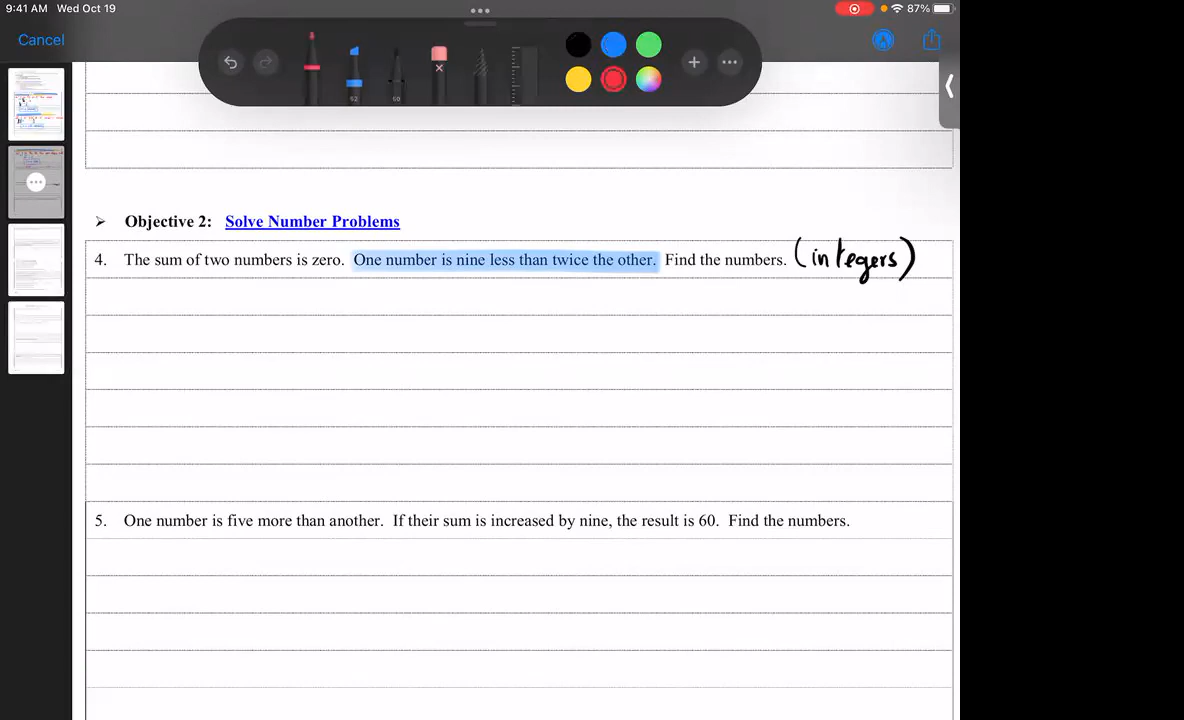 9:41 AM Wed Oct 19
87%
Cancel
52
60
➢ Objective 2: Solve Number Problems
4. The sum of two numbers is zero. One number is nine less than twice the other. Find the numbers. (integers)
5. One number is five more than another. If their sum is increased by nine, the result is 60. Find the numbers.